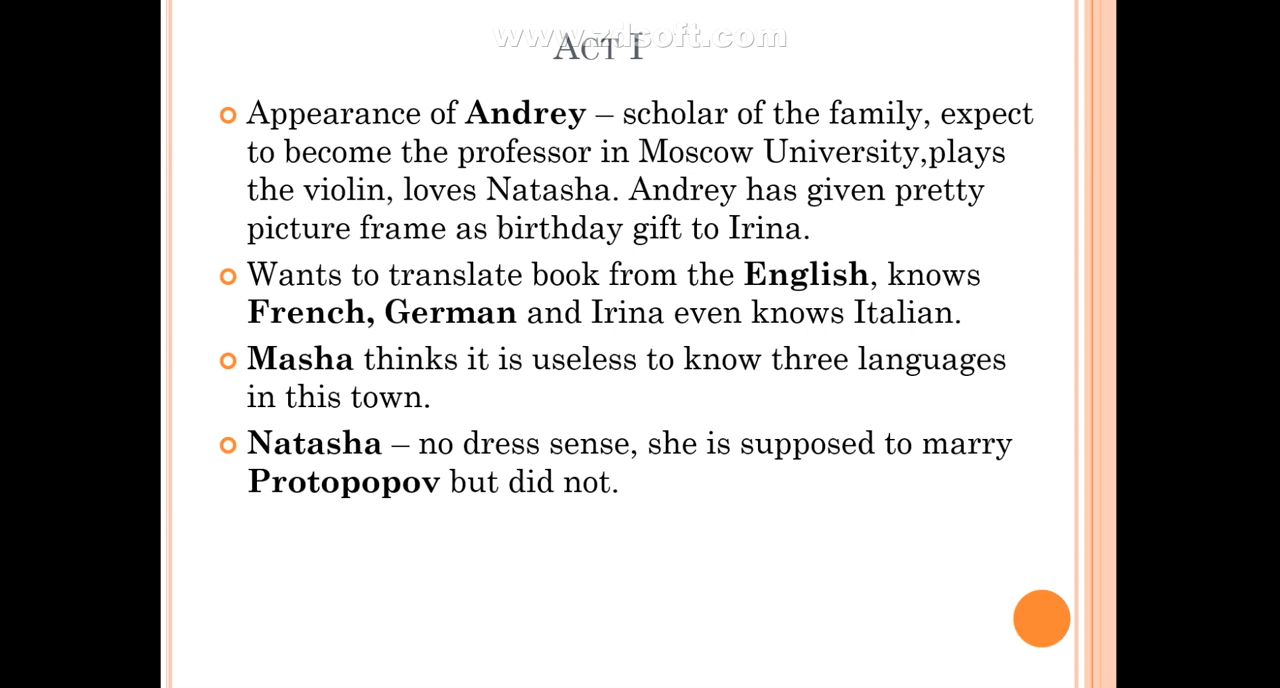 www.zdsoft.com
Act I
Appearance of Andrey – scholar of the family, expect
to become the professor in Moscow University,plays
the violin, loves Natasha. Andrey has given pretty
picture frame as birthday gift to Irina.
Wants to translate book from the English, knows
French, German and Irina even knows Italian.
Masha thinks it is useless to know three languages
in this town.
Natasha – no dress sense, she is supposed to marry
Protopopov but did not.